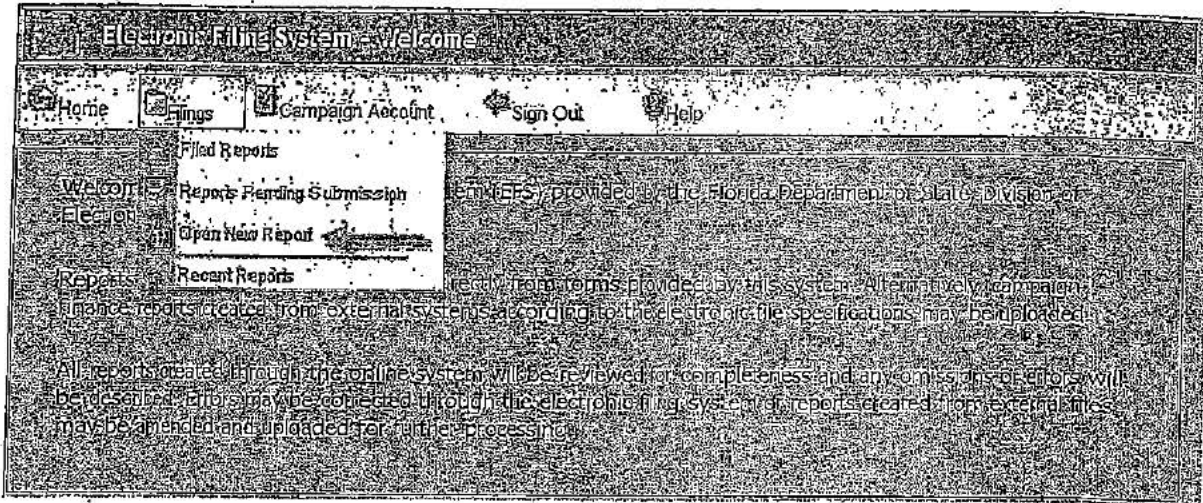 Electronic Filing System - Welcome
Home Filings Campaign Account Sign Out Help
Filed Reports
Reports Pending Submission
Open New Report
Recent Reports
Welcom (EFS), provided by the Florida Department of State, Division of
Election
Reports rectly from forms provided by this system. Alternatively, campaign
finance reports created from external systems according to the electronic file specifications may be uploaded
All reports created through the online system will be reviewed for completeness and any omissions or errors will
be described. Errors may be corrected through the electronic filing system or reports created from external files
may be amended and uploaded for further processing.